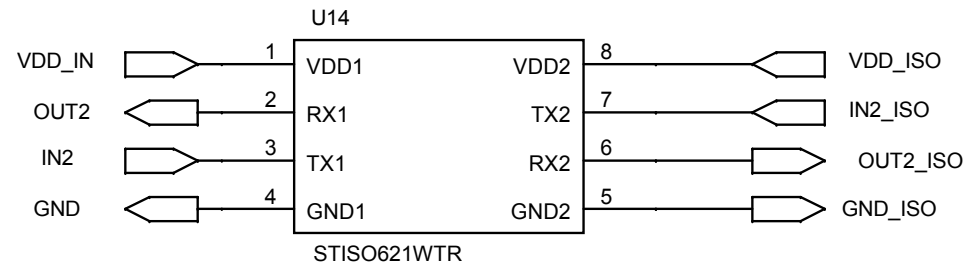 U14
VDD_IN 1 VDD1 VDD2 8 VDD_ISO
OUT2 2 RX1 TX2 7 IN2_ISO
IN2 3 TX1 RX2 6 OUT2_ISO
GND 4 GND1 GND2 5 GND_ISO
STISO621WTR